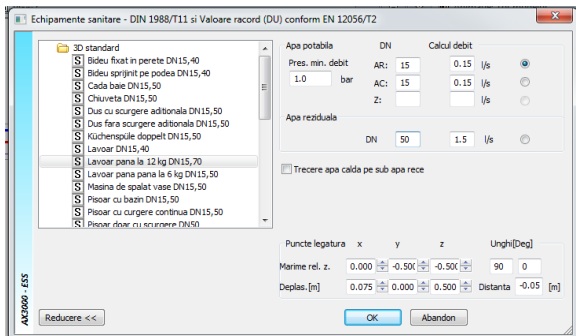 Echipamente sanitare - DIN 1988/T11 si Valoare racord (DU) conform EN 12056/T2
3D standard
S Bideu fixat in perete DN15,40
S Bideu sprijinit pe podea DN15,40
S Cada baie DN15,50
S Chiuveta DN15,50
S Dus cu scurgere aditionala DN15,50
S Dus fara scurgere aditionala DN15,50
S Küchenspüle doppelt DN15,50
S Lavoar DN15,40
S Lavoar pana la 12 kg DN15,70
S Lavoar pana pana la 6 kg DN15,50
S Masina de spalat vase DN15,50
S Pisoar cu bazin DN15,50
S Pisoar cu curgere continua DN15,50
S Pisoar doar cu scurgere DN50
Apa potabila DN Calcul debit
Pres. min. debit AR: 15 0.15 l/s
1.0 bar AC: 15 0.15 l/s
Z: l/s
Apa reziduala
DN 50 1.5 l/s
Trecere apa calda pe sub apa rece
Puncte legatura x y z Unghi[Deg]
Marime rel. z. 0.000 -0.500 -0.500 90 0
Deplas.[m] 0.075 0.000 0.500 Distanta -0.05 [m]
AX3000 - ESS
Reducere << OK Abandon